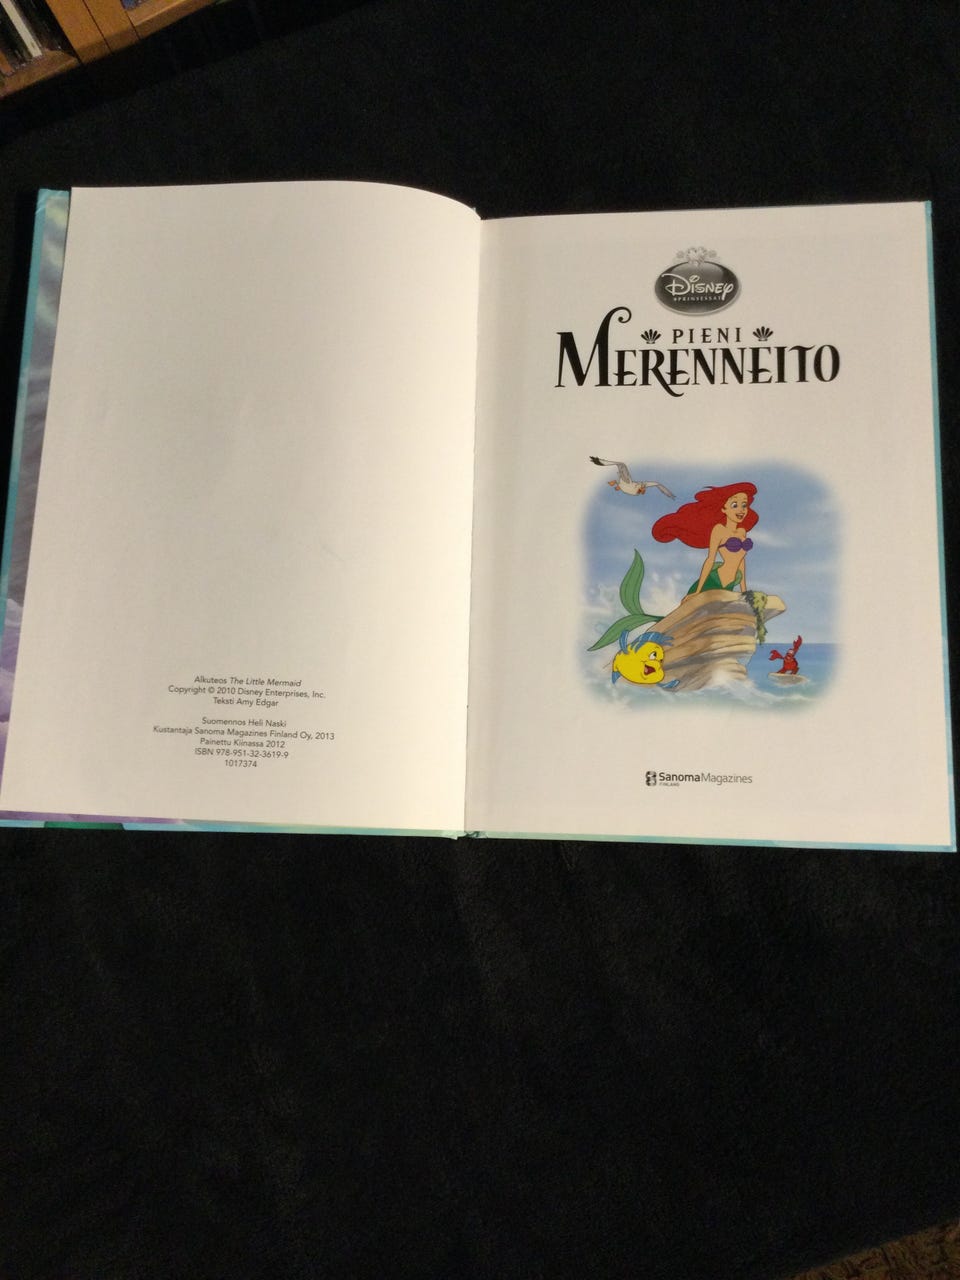 Alkuteos The Little Mermaid
Copyright © 2010 Disney Enterprises, Inc.
Teksti Amy Edgar
Suomennos Heli Naski
Kustantaja Sanoma Magazines Finland Oy, 2013
Painettu Kiinassa 2012
ISBN 978-951-32-3619-9
1017374
Disney
PRINSESSAT
PIENI
MERENNEITO
SanomaMagazines
FINLAND